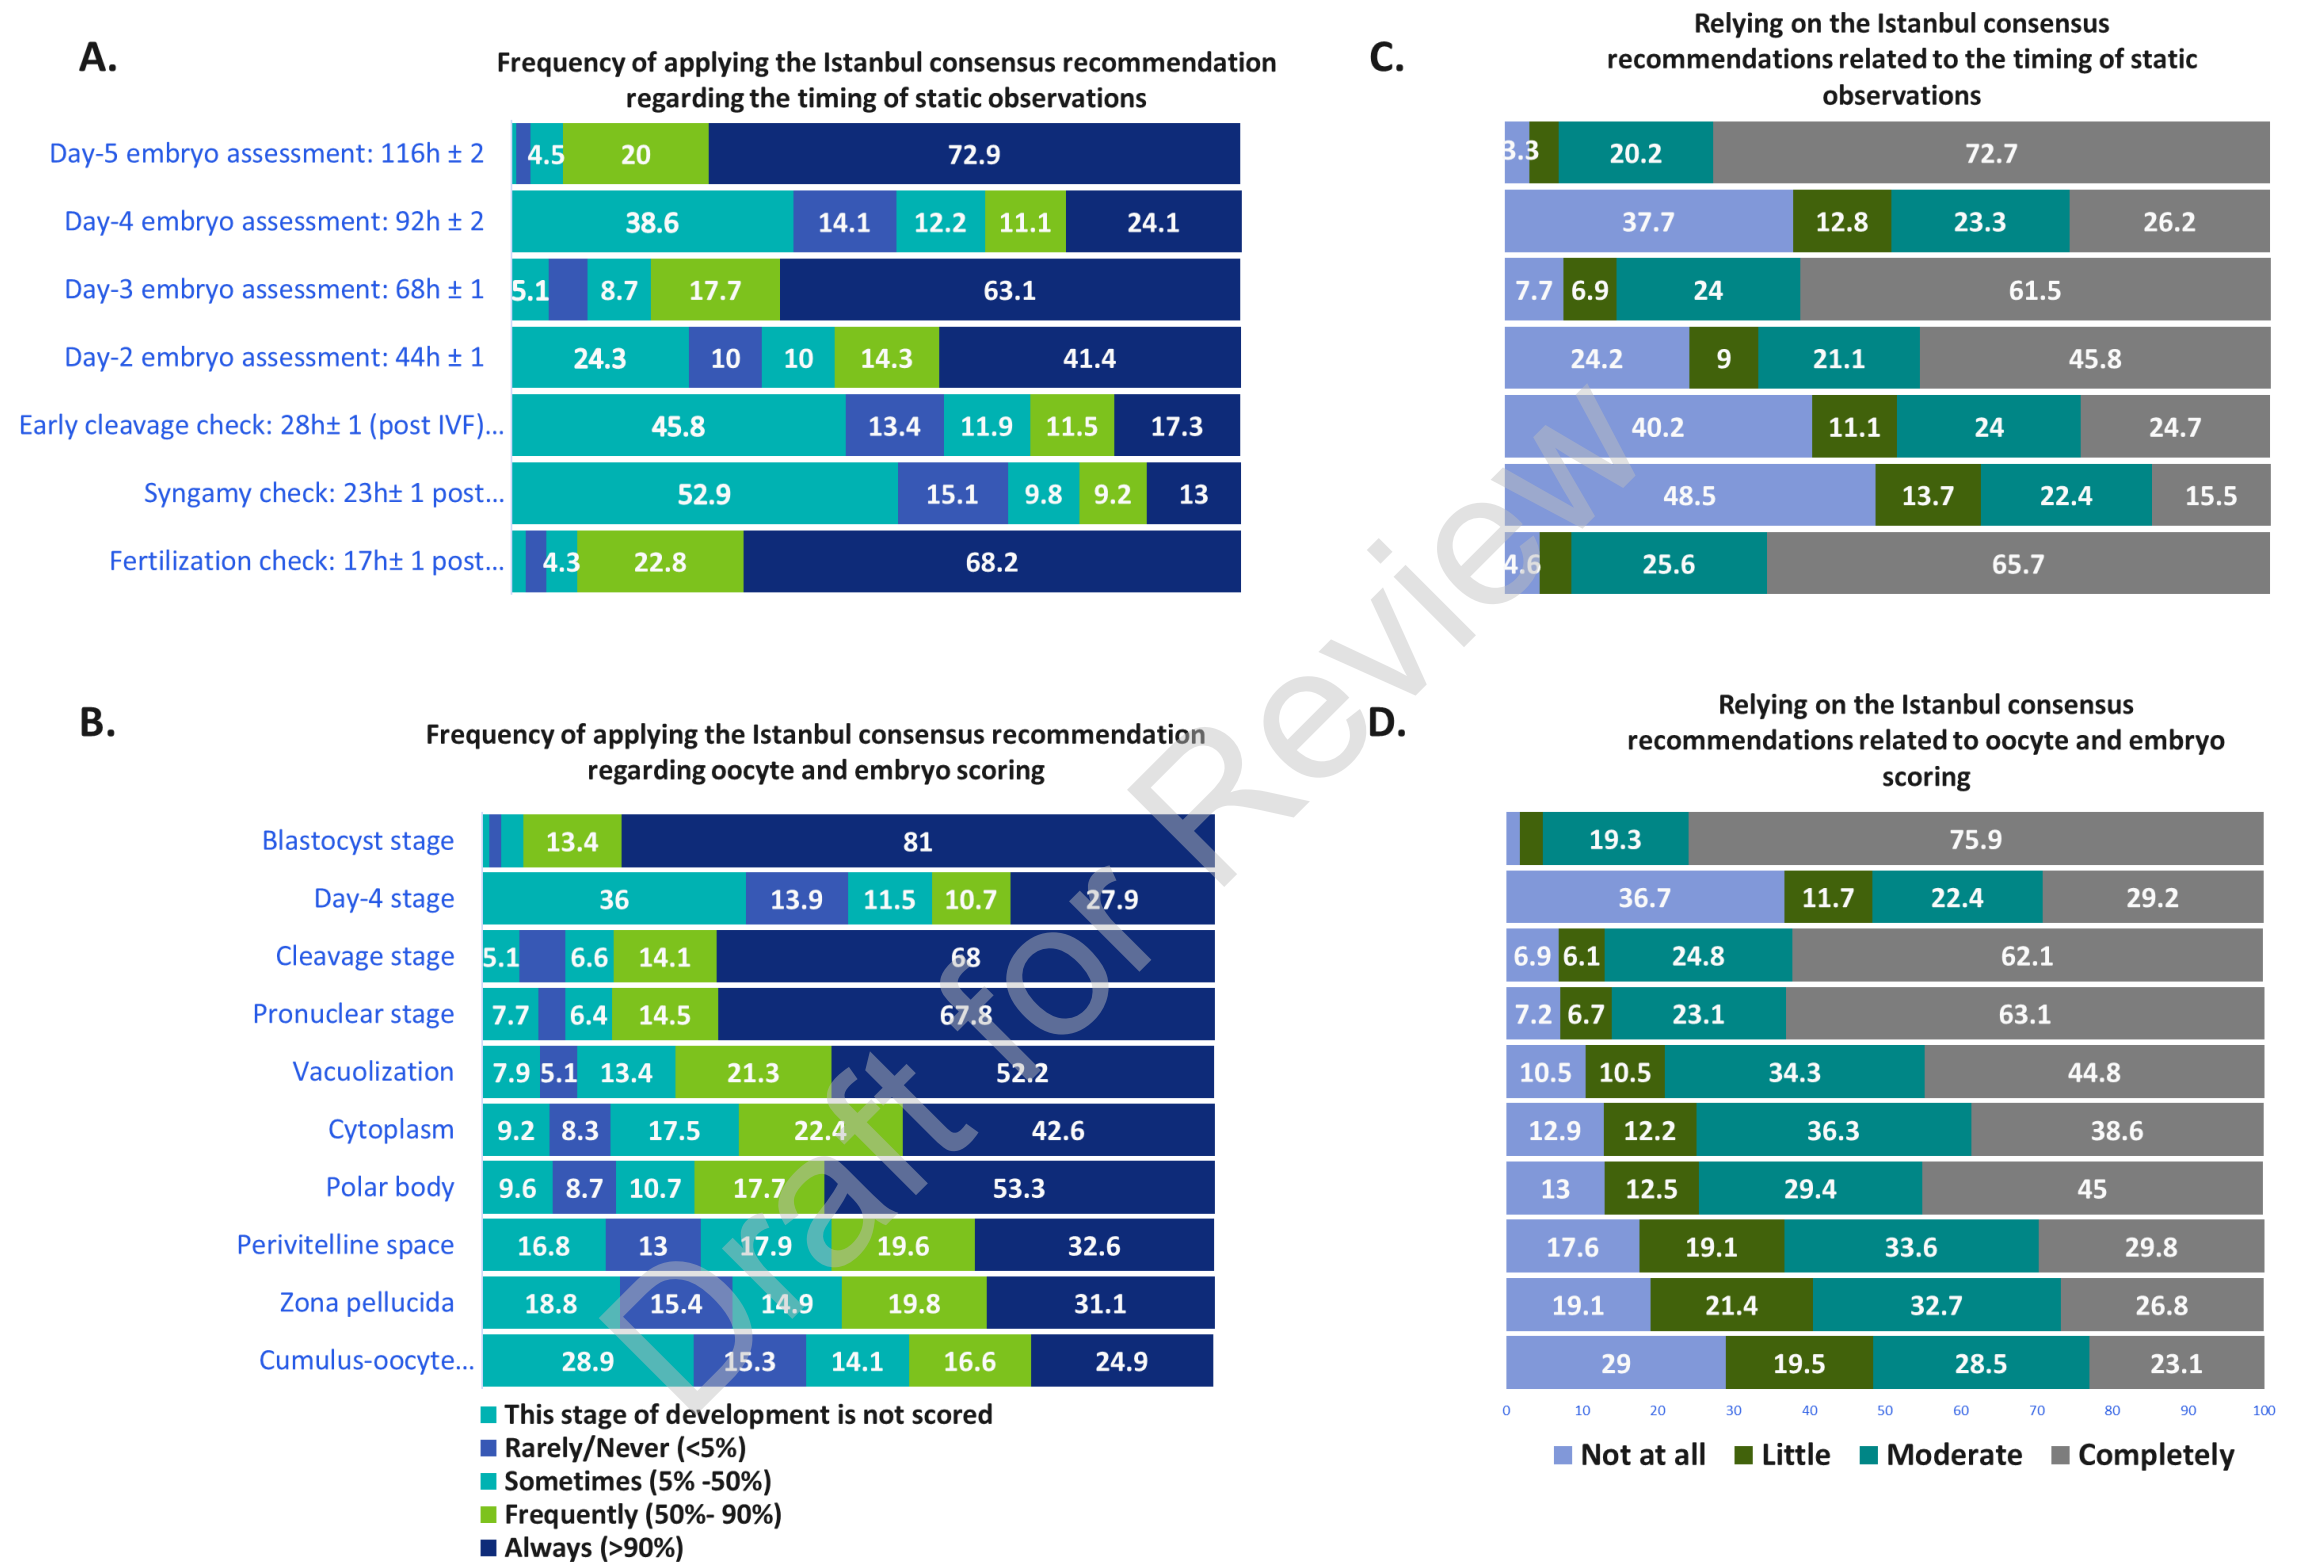 A.
Frequency of applying the Istanbul consensus recommendation
regarding the timing of static observations
Day-5 embryo assessment: 116h ± 2
4.5 20 72.9
Day-4 embryo assessment: 92h ± 2
38.6 14.1 12.2 11.1 24.1
Day-3 embryo assessment: 68h ± 1
5.1 8.7 17.7 63.1
Day-2 embryo assessment: 44h ± 1
24.3 10 10 14.3 41.4
Early cleavage check: 28h± 1 (post IVF)...
45.8 13.4 11.9 11.5 17.3
Syngamy check: 23h± 1 post...
52.9 15.1 9.8 9.2 13
Fertilization check: 17h± 1 post...
4.3 22.8 68.2
C.
Relying on the Istanbul consensus
recommendations related to the timing of static
observations
3.3 20.2 72.7
37.7 12.8 23.3 26.2
7.7 6.9 24 61.5
24.2 9 21.1 45.8
40.2 11.1 24 24.7
48.5 13.7 22.4 15.5
4.6 25.6 65.7
B.
Frequency of applying the Istanbul consensus recommendation
regarding oocyte and embryo scoring
Blastocyst stage
13.4 81
Day-4 stage
36 13.9 11.5 10.7 27.9
Cleavage stage
5.1 6.6 14.1 68
Pronuclear stage
7.7 6.4 14.5 67.8
Vacuolization
7.9 5.1 13.4 21.3 52.2
Cytoplasm
9.2 8.3 17.5 22.4 42.6
Polar body
9.6 8.7 10.7 17.7 53.3
Perivitelline space
16.8 13 17.9 19.6 32.6
Zona pellucida
18.8 15.4 14.9 19.8 31.1
Cumulus-oocyte...
28.9 15.3 14.1 16.6 24.9
This stage of development is not scored
Rarely/Never (<5%)
Sometimes (5% -50%)
Frequently (50%- 90%)
Always (>90%)
D.
Relying on the Istanbul consensus
recommendations related to oocyte and embryo
scoring
19.3 75.9
36.7 11.7 22.4 29.2
6.9 6.1 24.8 62.1
7.2 6.7 23.1 63.1
10.5 10.5 34.3 44.8
12.9 12.2 36.3 38.6
13 12.5 29.4 45
17.6 19.1 33.6 29.8
19.1 21.4 32.7 26.8
29 19.5 28.5 23.1
0 10 20 30 40 50 60 70 80 90 100
Not at all Little Moderate Completely
Draft for Review